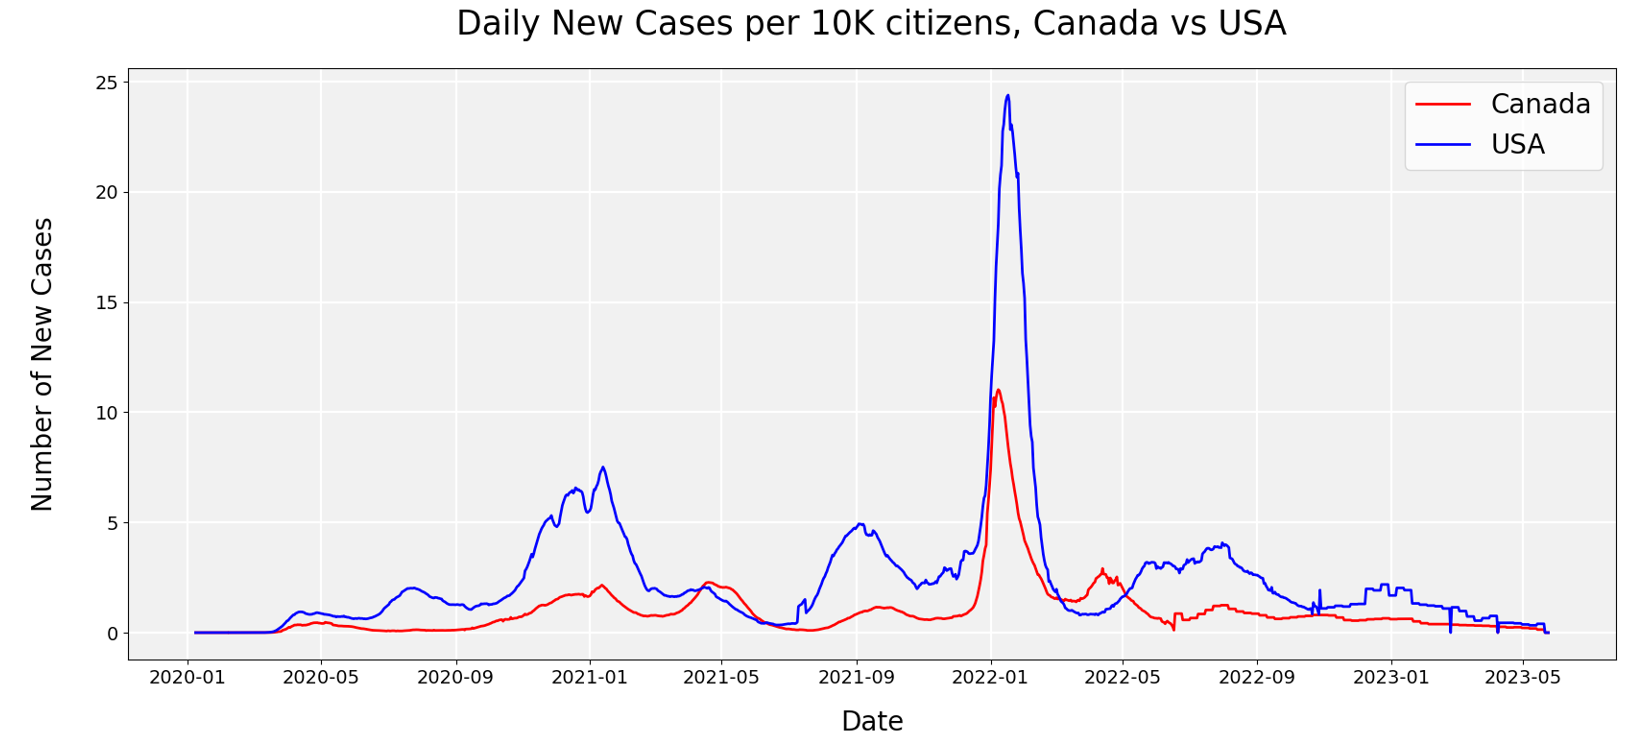 Daily New Cases per 10K citizens, Canada vs USA
25
20
15
10
5
0
Number of New Cases
Canada
USA
2020-01 2020-05 2020-09 2021-01 2021-05 2021-09 2022-01 2022-05 2022-09 2023-01 2023-05
Date